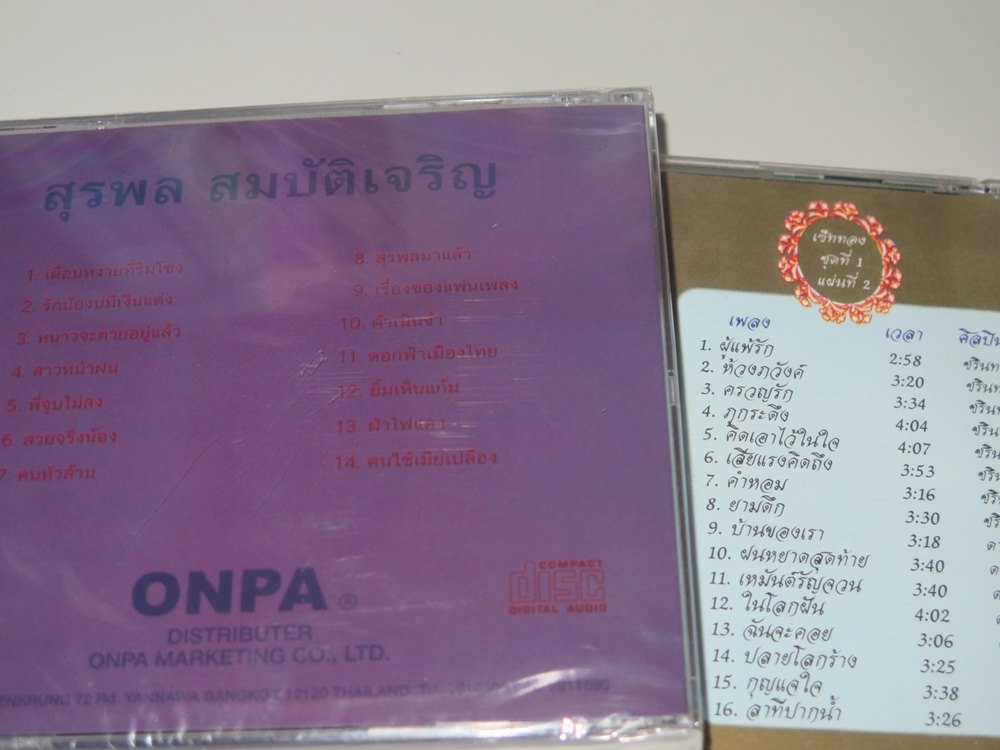 สุรพล สมบัติเจริญ
1. เดือนหงายที่ริมโขง
2. รักน้องบ่มีเงินแต่ง
3. หนาวจะตายอยู่แล้ว
4. สาวหน้าฝน
5. พี่จูบไม่ลง
6. สวยจริงน้อง
7. คนหัวล้าน
8. สุรพลมาแล้ว
9. เรื่องของแฟนเพลง
10. ดำเนินจ๋า
11. ดอกฟ้าเมืองไทย
12. ยิ้มเห็นแก้ม
13. ผ้าไฟแดง
14. คนใช้เมียเปลือง
ONPA ®
DISTRIBUTER
ONPA MARKETING CO., LTD.
72 Rd. YANNAWA BANGKOK 10120 THAILAND
COMPACT
disc
DIGITAL AUDIO
เซ็ททอง
ชุดที่ 1
แผ่นที่ 2
เพลง เวลา
1. ผู้แพ้รัก 2:58
2. ห้วงภวังค์ 3:20
3. ครวญรัก 3:34
4. ภูกระดึง 4:04
5. คิดเอาไว้ในใจ 4:07
6. เสียแรงคิดถึง 3:53
7. คำหอม 3:16
8. ยามดึก 3:30
9. บ้านของเรา 3:18
10. ฝนหยาดสุดท้าย 3:40
11. เหมันต์รัญจวน 3:40
12. ในโลกฝัน 4:02
13. ฉันจะคอย 3:06
14. ปลายโลกร้าง 3:25
15. กุญแจใจ 3:38
16. ลาทีปากน้ำ 3:26